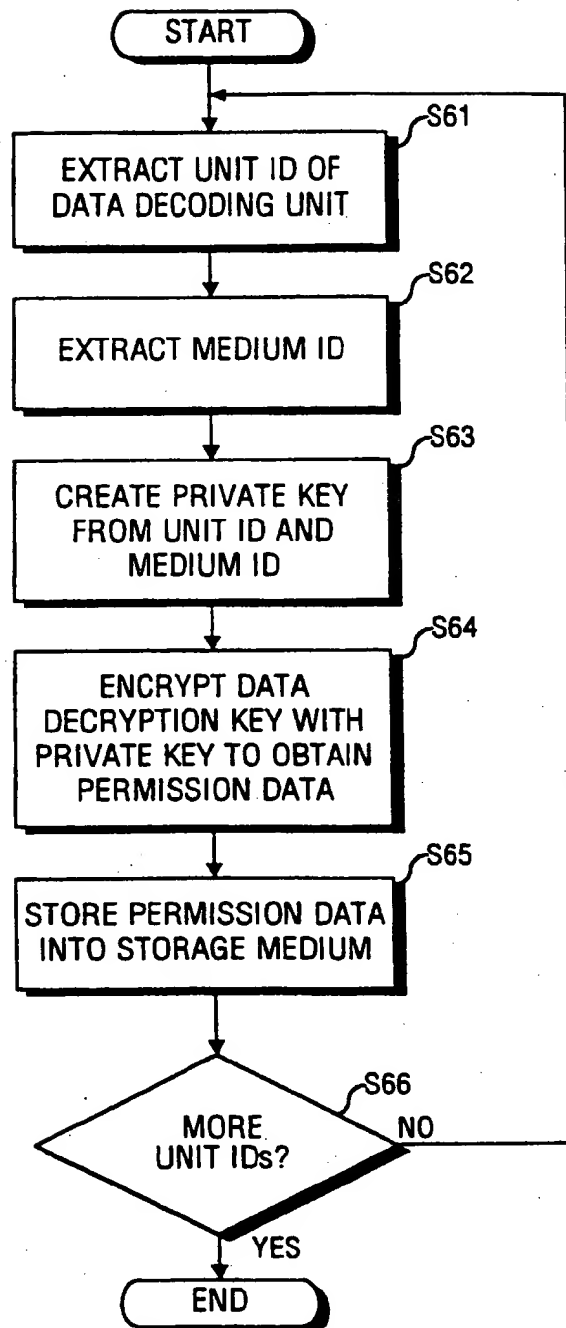 START
S61
EXTRACT UNIT ID OF
DATA DECODING UNIT
S62
EXTRACT MEDIUM ID
S63
CREATE PRIVATE KEY
FROM UNIT ID AND
MEDIUM ID
S64
ENCRYPT DATA
DECRYPTION KEY WITH
PRIVATE KEY TO OBTAIN
PERMISSION DATA
S65
STORE PERMISSION DATA
INTO STORAGE MEDIUM
S66
MORE
UNIT IDs?
NO
YES
END